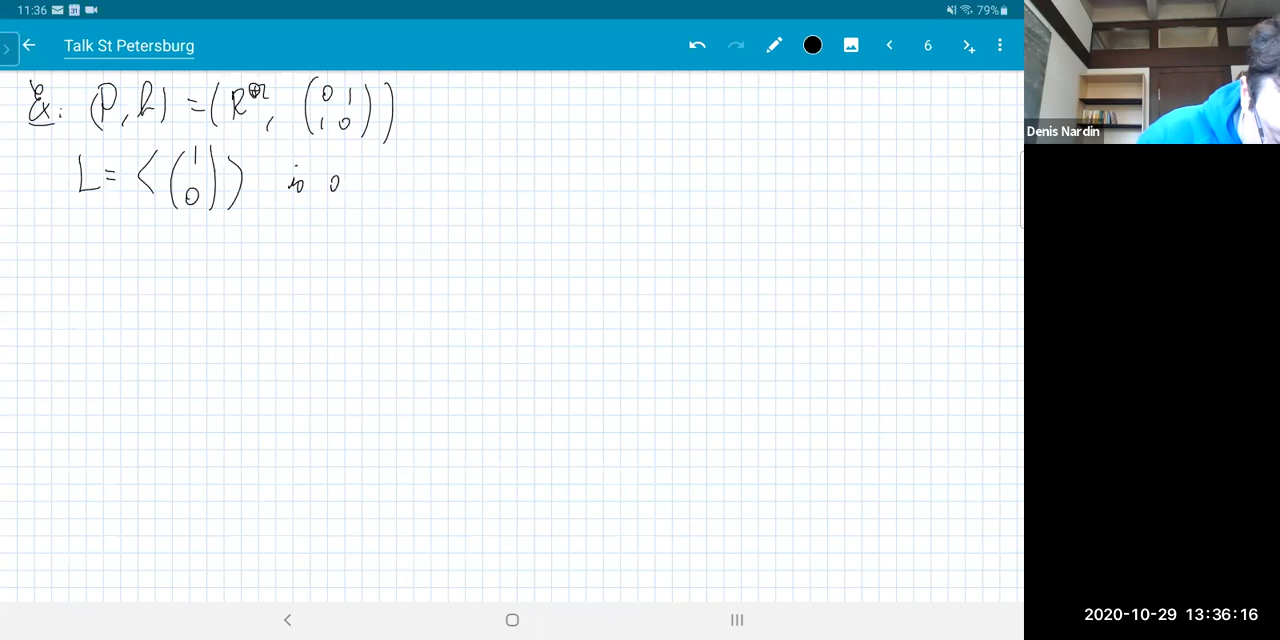 11:36 79%
Talk St Petersburg 6
Ex: (P, h) = (R^{⊕2}, (0 1 / 1 0))
L = < (1 / 0) > is a
Denis Nardin
2020-10-29 13:36:16